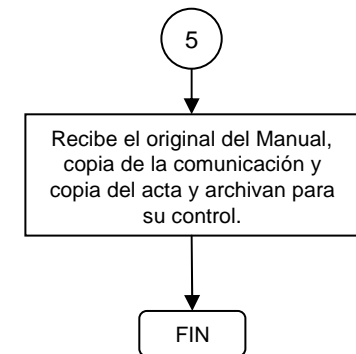 5
Recibe el original del Manual,
copia de la comunicación y
copia del acta y archivan para
su control.
FIN